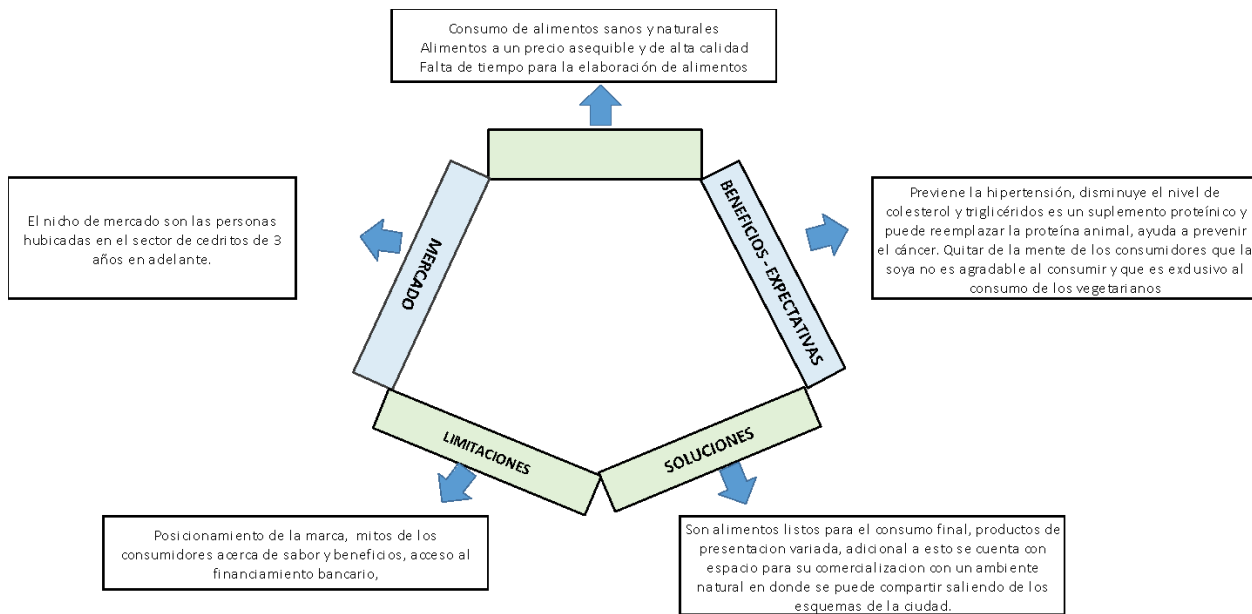 Consumo de alimentos sanos y naturales
Alimentos a un precio asequible y de alta calidad
Falta de tiempo para la elaboración de alimentos
El nicho de mercado son las personas
hubicadas en el sector de cedritos de 3
años en adelante.
MERCADO
BENEFICIOS - EXPECTATIVAS
Previene la hipertensión, disminuye el nivel de
colesterol y triglicéridos es un suplemento proteínico y
puede reemplazar la proteína animal, ayuda a prevenir
el cáncer. Quitar de la mente de los consumidores que la
soya no es agradable al consumir y que es exclusivo al
consumo de los vegetarianos
LIMITACIONES
SOLUCIONES
Posicionamiento de la marca, mitos de los
consumidores acerca de sabor y beneficios, acceso al
financiamiento bancario,
Son alimentos listos para el consumo final, productos de
presentacion variada, adicional a esto se cuenta con
espacio para su comercializacion con un ambiente
natural en donde se puede compartir saliendo de los
esquemas de la ciudad.